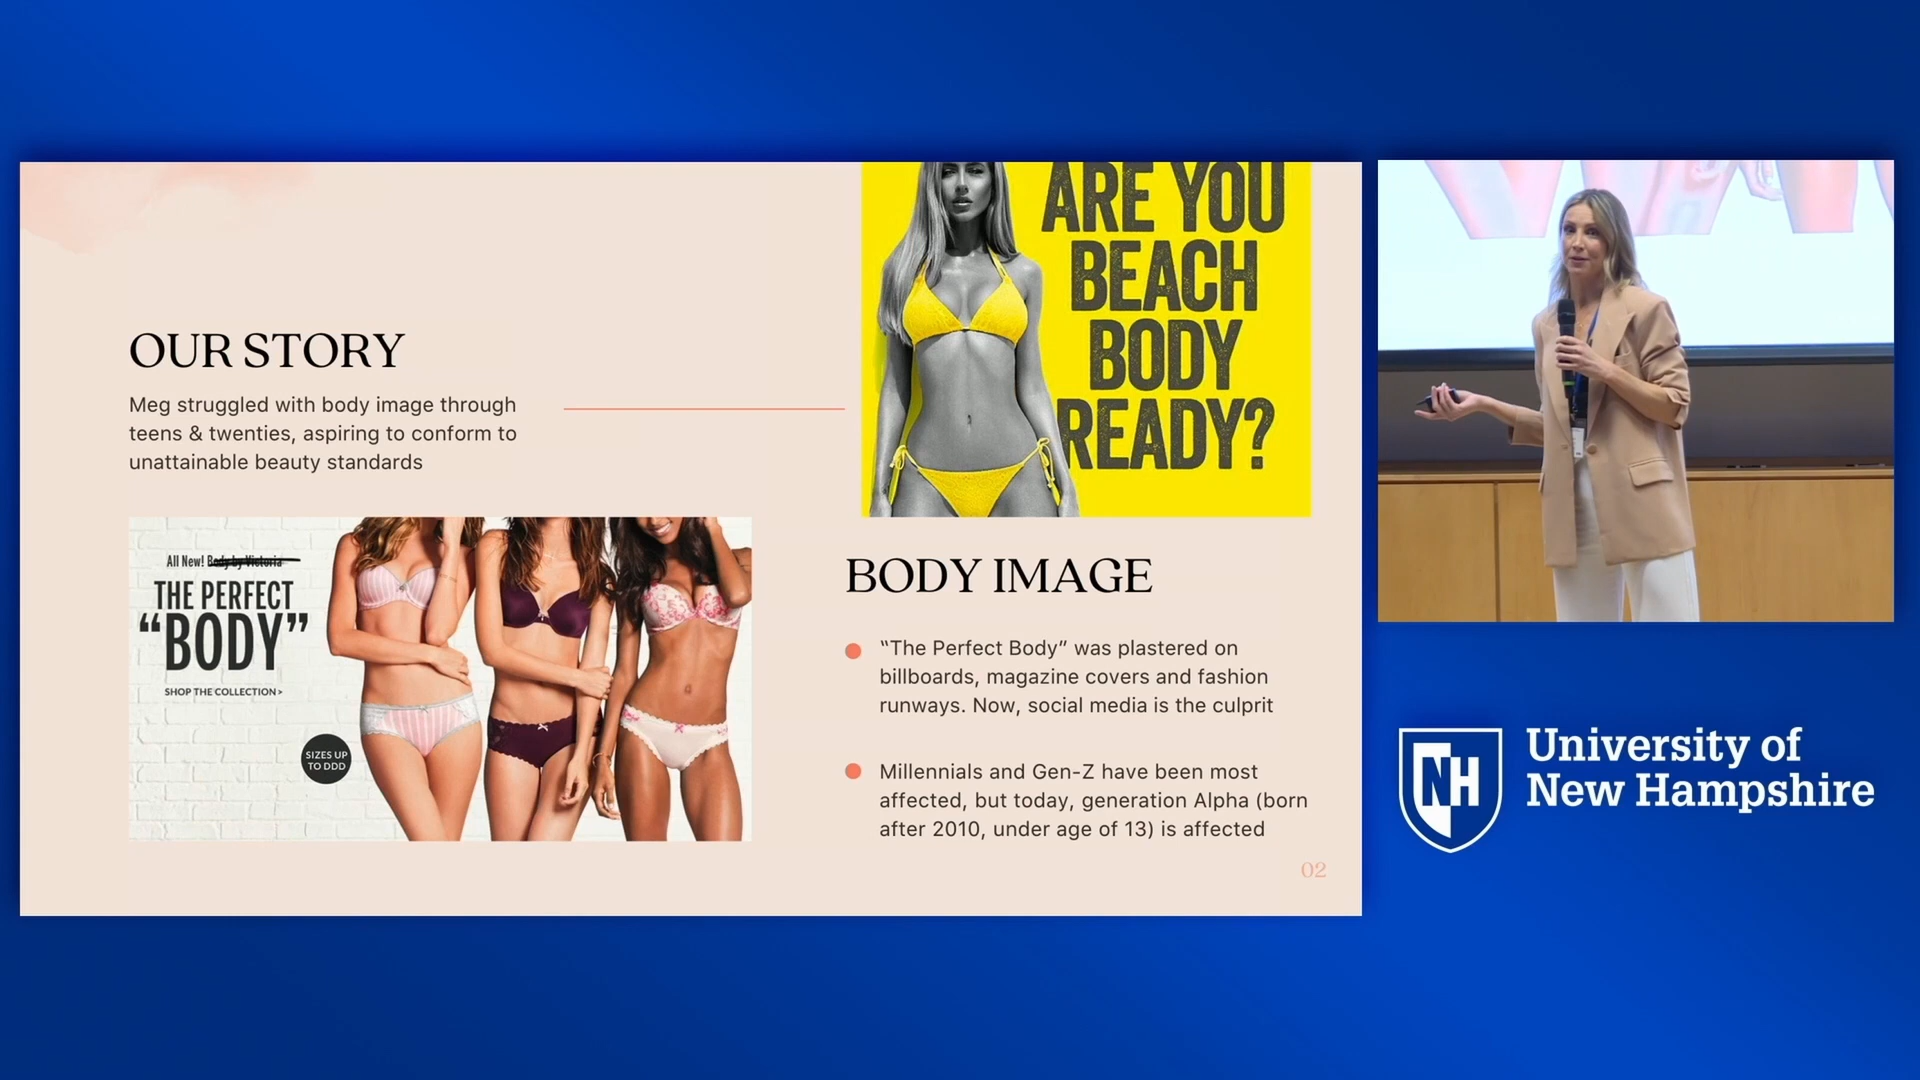 OUR STORY
Meg struggled with body image through
teens & twenties, aspiring to conform to
unattainable beauty standards
ARE YOU
BEACH
BODY
READY?
All New! Body by Victoria
THE PERFECT
“BODY”
SHOP THE COLLECTION >
SIZES UP
TO DDD
BODY IMAGE
“The Perfect Body” was plastered on
billboards, magazine covers and fashion
runways. Now, social media is the culprit
Millennials and Gen-Z have been most
affected, but today, generation Alpha (born
after 2010, under age of 13) is affected
02
NH
University of
New Hampshire